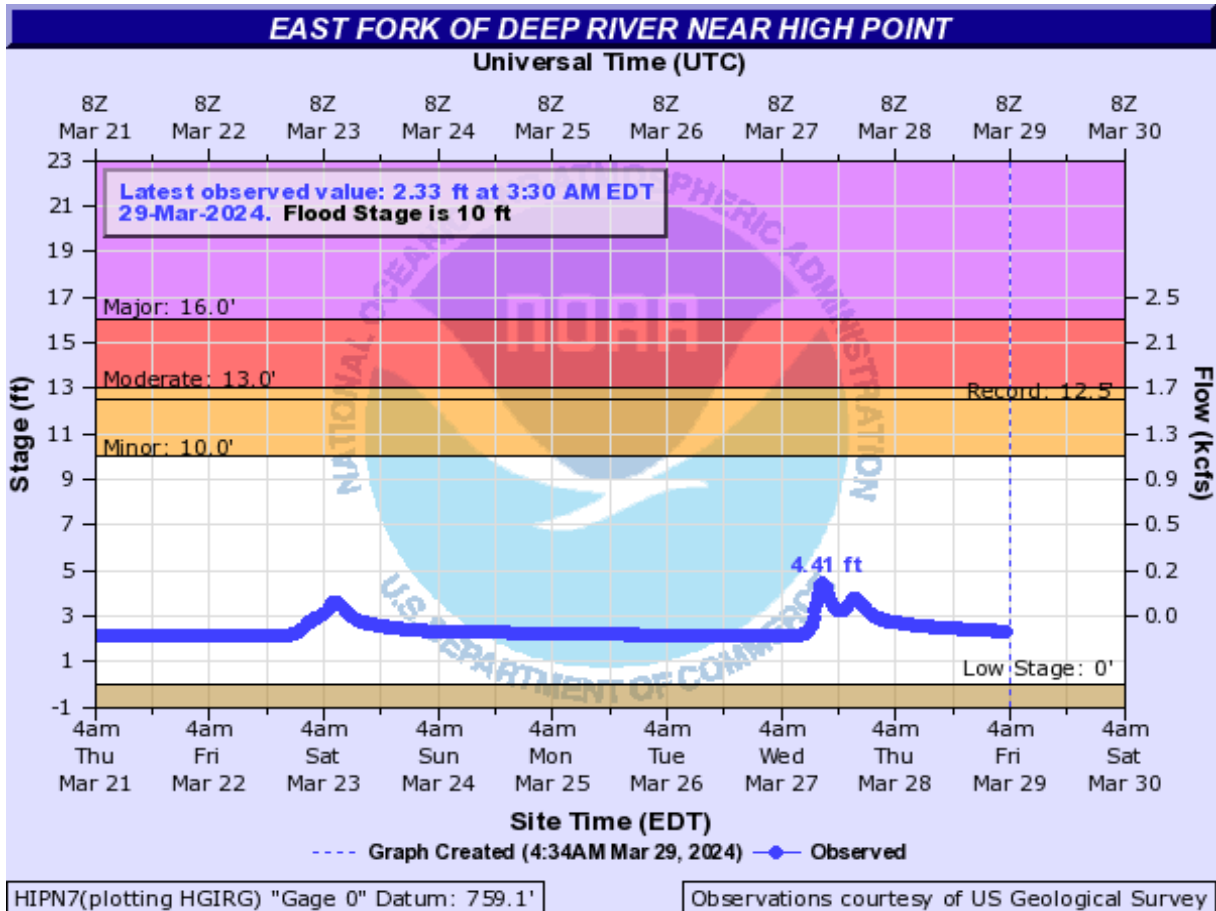 EAST FORK OF DEEP RIVER NEAR HIGH POINT
Universal Time (UTC)
8Z 8Z 8Z 8Z 8Z 8Z 8Z 8Z 8Z 8Z
Mar 21 Mar 22 Mar 23 Mar 24 Mar 25 Mar 26 Mar 27 Mar 28 Mar 29 Mar 30
Latest observed value: 2.33 ft at 3:30 AM EDT
29-Mar-2024. Flood Stage is 10 ft
NATIONAL OCEANIC AND ATMOSPHERIC ADMINISTRATION
NOAA
U.S. DEPARTMENT OF COMMERCE
Stage (ft)
23
21
19
17
15
13
11
9
7
5
3
1
-1
Major: 16.0'
Moderate: 13.0'
Record: 12.5'
Minor: 10.0'
4.41 ft
Low Stage: 0'
2.5
2.1
1.7
1.3
0.9
0.5
0.2
0.0
Flow (kcfs)
4am 4am 4am 4am 4am 4am 4am 4am 4am 4am
Thu Fri Sat Sun Mon Tue Wed Thu Fri Sat
Mar 21 Mar 22 Mar 23 Mar 24 Mar 25 Mar 26 Mar 27 Mar 28 Mar 29 Mar 30
Site Time (EDT)
Graph Created (4:34AM Mar 29, 2024) Observed
HIPN7(plotting HGIRG) "Gage 0" Datum: 759.1'
Observations courtesy of US Geological Survey